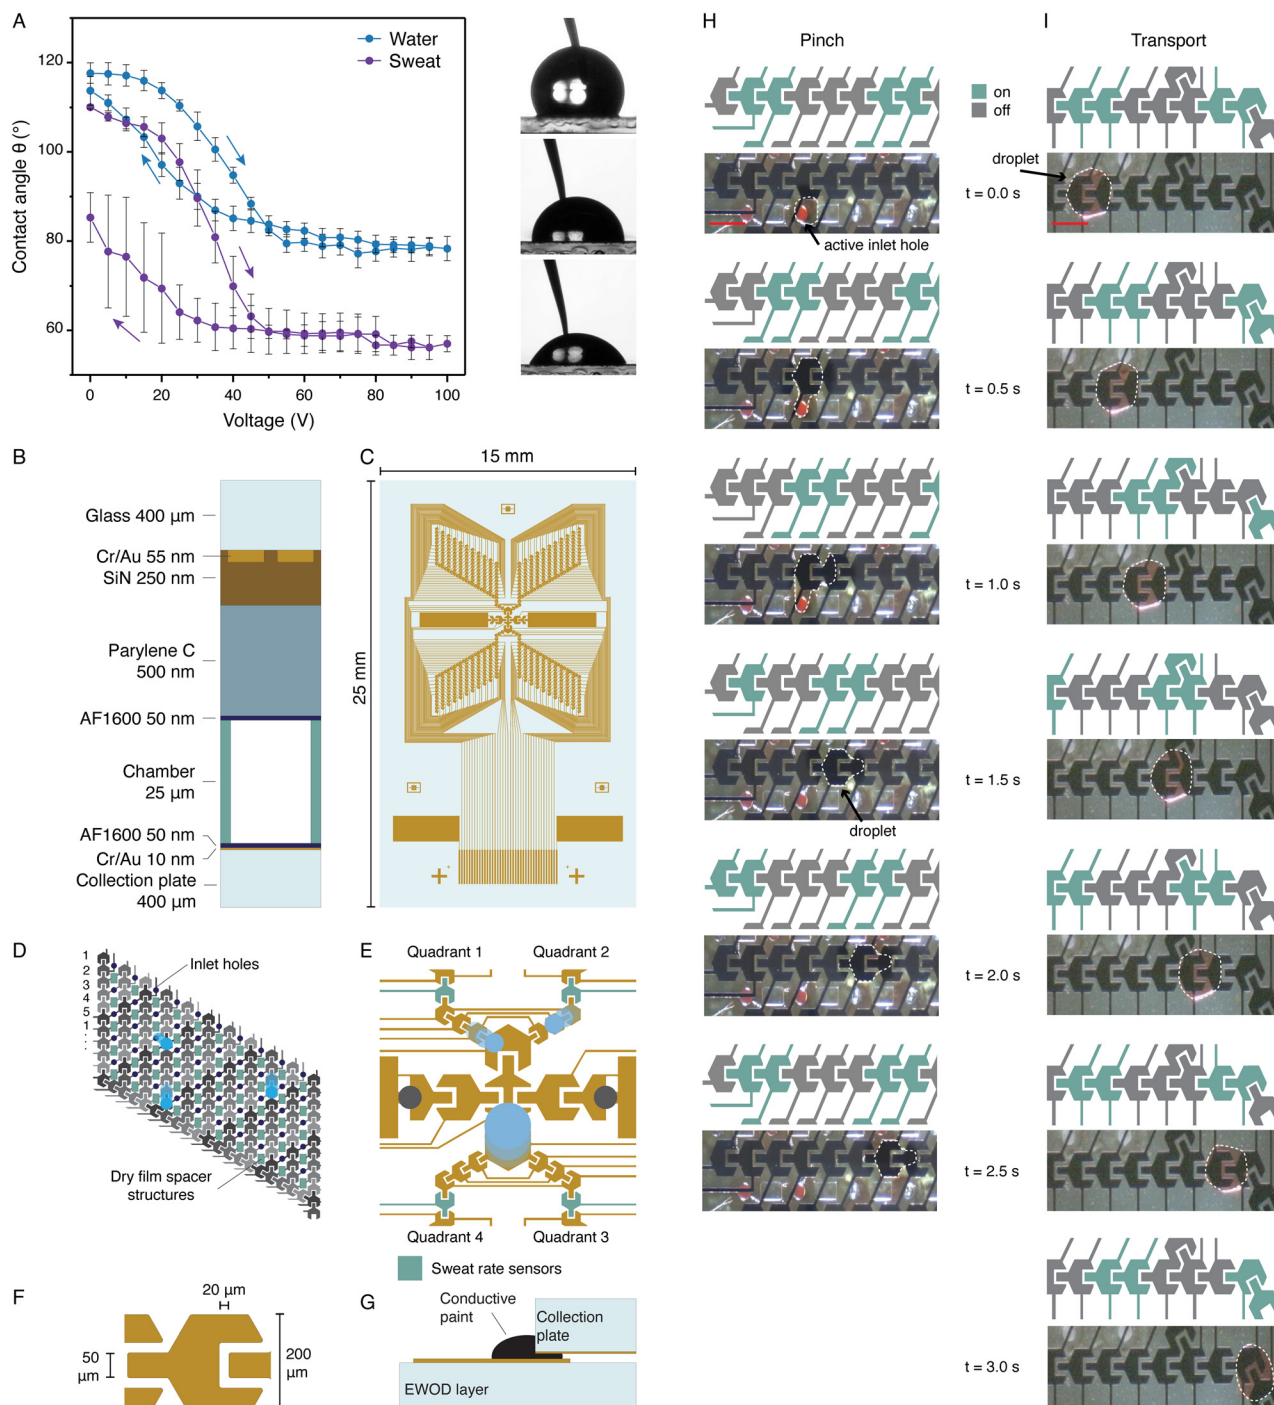 A
Water
Sweat
120
100
80
60
Contact angle θ (°)
0
20
40
60
80
100
Voltage (V)
B
Glass 400 μm
Cr/Au 55 nm
SiN 250 nm
Parylene C
500 nm
AF1600 50 nm
Chamber
25 μm
AF1600 50 nm
Cr/Au 10 nm
Collection plate
400 μm
C
15 mm
25 mm
D
1
2
3
4
5
1
:
Inlet holes
Dry film spacer
structures
E
Quadrant 1
Quadrant 2
Quadrant 4
Quadrant 3
Sweat rate sensors
F
20 μm
50
μm
200
μm
G
Conductive
paint
Collection
plate
EWOD layer
H
Pinch
on
off
active inlet hole
droplet
t = 0.0 s
t = 0.5 s
t = 1.0 s
t = 1.5 s
t = 2.0 s
t = 2.5 s
t = 3.0 s
I
Transport
droplet